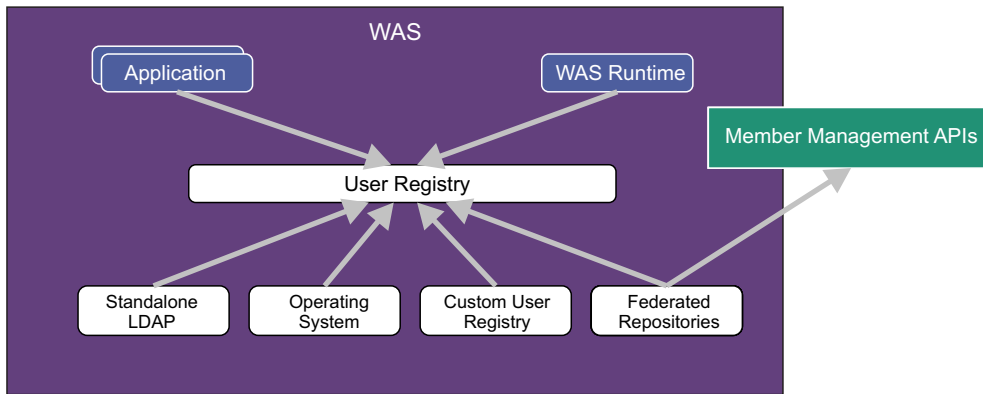 WAS
Application
WAS Runtime
Member Management APIs
User Registry
Standalone
LDAP
Operating
System
Custom User
Registry
Federated
Repositories